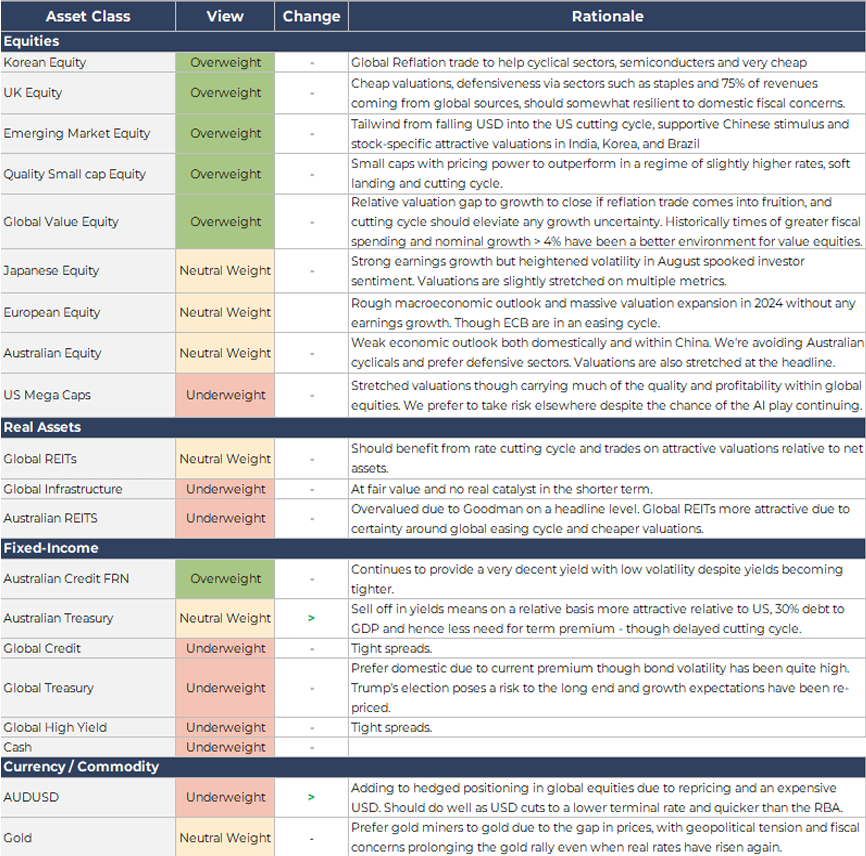 Asset Class View Change Rationale
Equities
Korean Equity Overweight - Global Reflation trade to help cyclical sectors, semiconducters and very cheap
UK Equity Overweight - Cheap valuations, defensiveness via sectors such as staples and 75% of revenues
coming from global sources, should somewhat resilient to domestic fiscal concerns.
Emerging Market Equity Overweight - Tailwind from falling USD into the US cutting cycle, supportive Chinese stimulus and
stock-specific attractive valuations in India, Korea, and Brazil
Quality Small cap Equity Overweight - Small caps with pricing power to outperform in a regime of slightly higher rates, soft
landing and cutting cycle.
Global Value Equity Overweight - Relative valuation gap to growth to close if reflation trade comes into fruition, and
cutting cycle should eleviate any growth uncertainty. Historically times of greater fiscal
spending and nominal growth > 4% have been a better environment for value equities.
Japanese Equity Neutral Weight - Strong earnings growth but heightened volatility in August spooked investor
sentiment. Valuations are slightly stretched on multiple metrics.
European Equity Neutral Weight - Rough macroeconomic outlook and massive valuation expansion in 2024 without any
earnings growth. Though ECB are in an easing cycle.
Australian Equity Neutral Weight - Weak economic outlook both domestically and within China. We're avoiding Australian
cyclicals and prefer defensive sectors. Valuations are also stretched at the headline.
US Mega Caps Underweight - Stretched valuations though carrying much of the quality and profitability within global
equities. We prefer to take risk elsewhere despite the chance of the AI play continuing.
Real Assets
Global REITs Neutral Weight - Should benefit from rate cutting cycle and trades on attractive valuations relative to net
assets.
Global Infrastructure Underweight - At fair value and no real catalyst in the shorter term.
Australian REITS Underweight - Overvalued due to Goodman on a headline level. Global REITs more attractive due to
certainty around global easing cycle and cheaper valuations.
Fixed-Income
Australian Credit FRN Overweight - Continues to provide a very decent yield with low volatility despite yields becoming
tighter.
Australian Treasury Neutral Weight > Sell off in yields means on a relative basis more attractive relative to US, 30% debt to
GDP and hence less need for term premium - though delayed cutting cycle.
Global Credit Underweight - Tight spreads.
Global Treasury Underweight - Prefer domestic due to current premium though bond volatility has been quite high.
Trump's election poses a risk to the long end and growth expectations have been re-
priced.
Global High Yield Underweight - Tight spreads.
Cash Underweight -
Currency / Commodity
AUDUSD Underweight > Adding to hedged positioning in global equities due to repricing and an expensive
USD. Should do well as USD cuts to a lower terminal rate and quicker than the RBA.
Gold Neutral Weight - Prefer gold miners to gold due to the gap in prices, with geopolitical tension and fiscal
concerns prolonging the gold rally even when real rates have risen again.